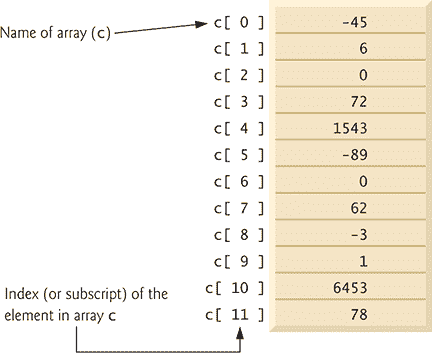 Name of array (c)
c[ 0 ] -45
c[ 1 ] 6
c[ 2 ] 0
c[ 3 ] 72
c[ 4 ] 1543
c[ 5 ] -89
c[ 6 ] 0
c[ 7 ] 62
c[ 8 ] -3
c[ 9 ] 1
c[ 10 ] 6453
c[ 11 ] 78
Index (or subscript) of the
element in array c